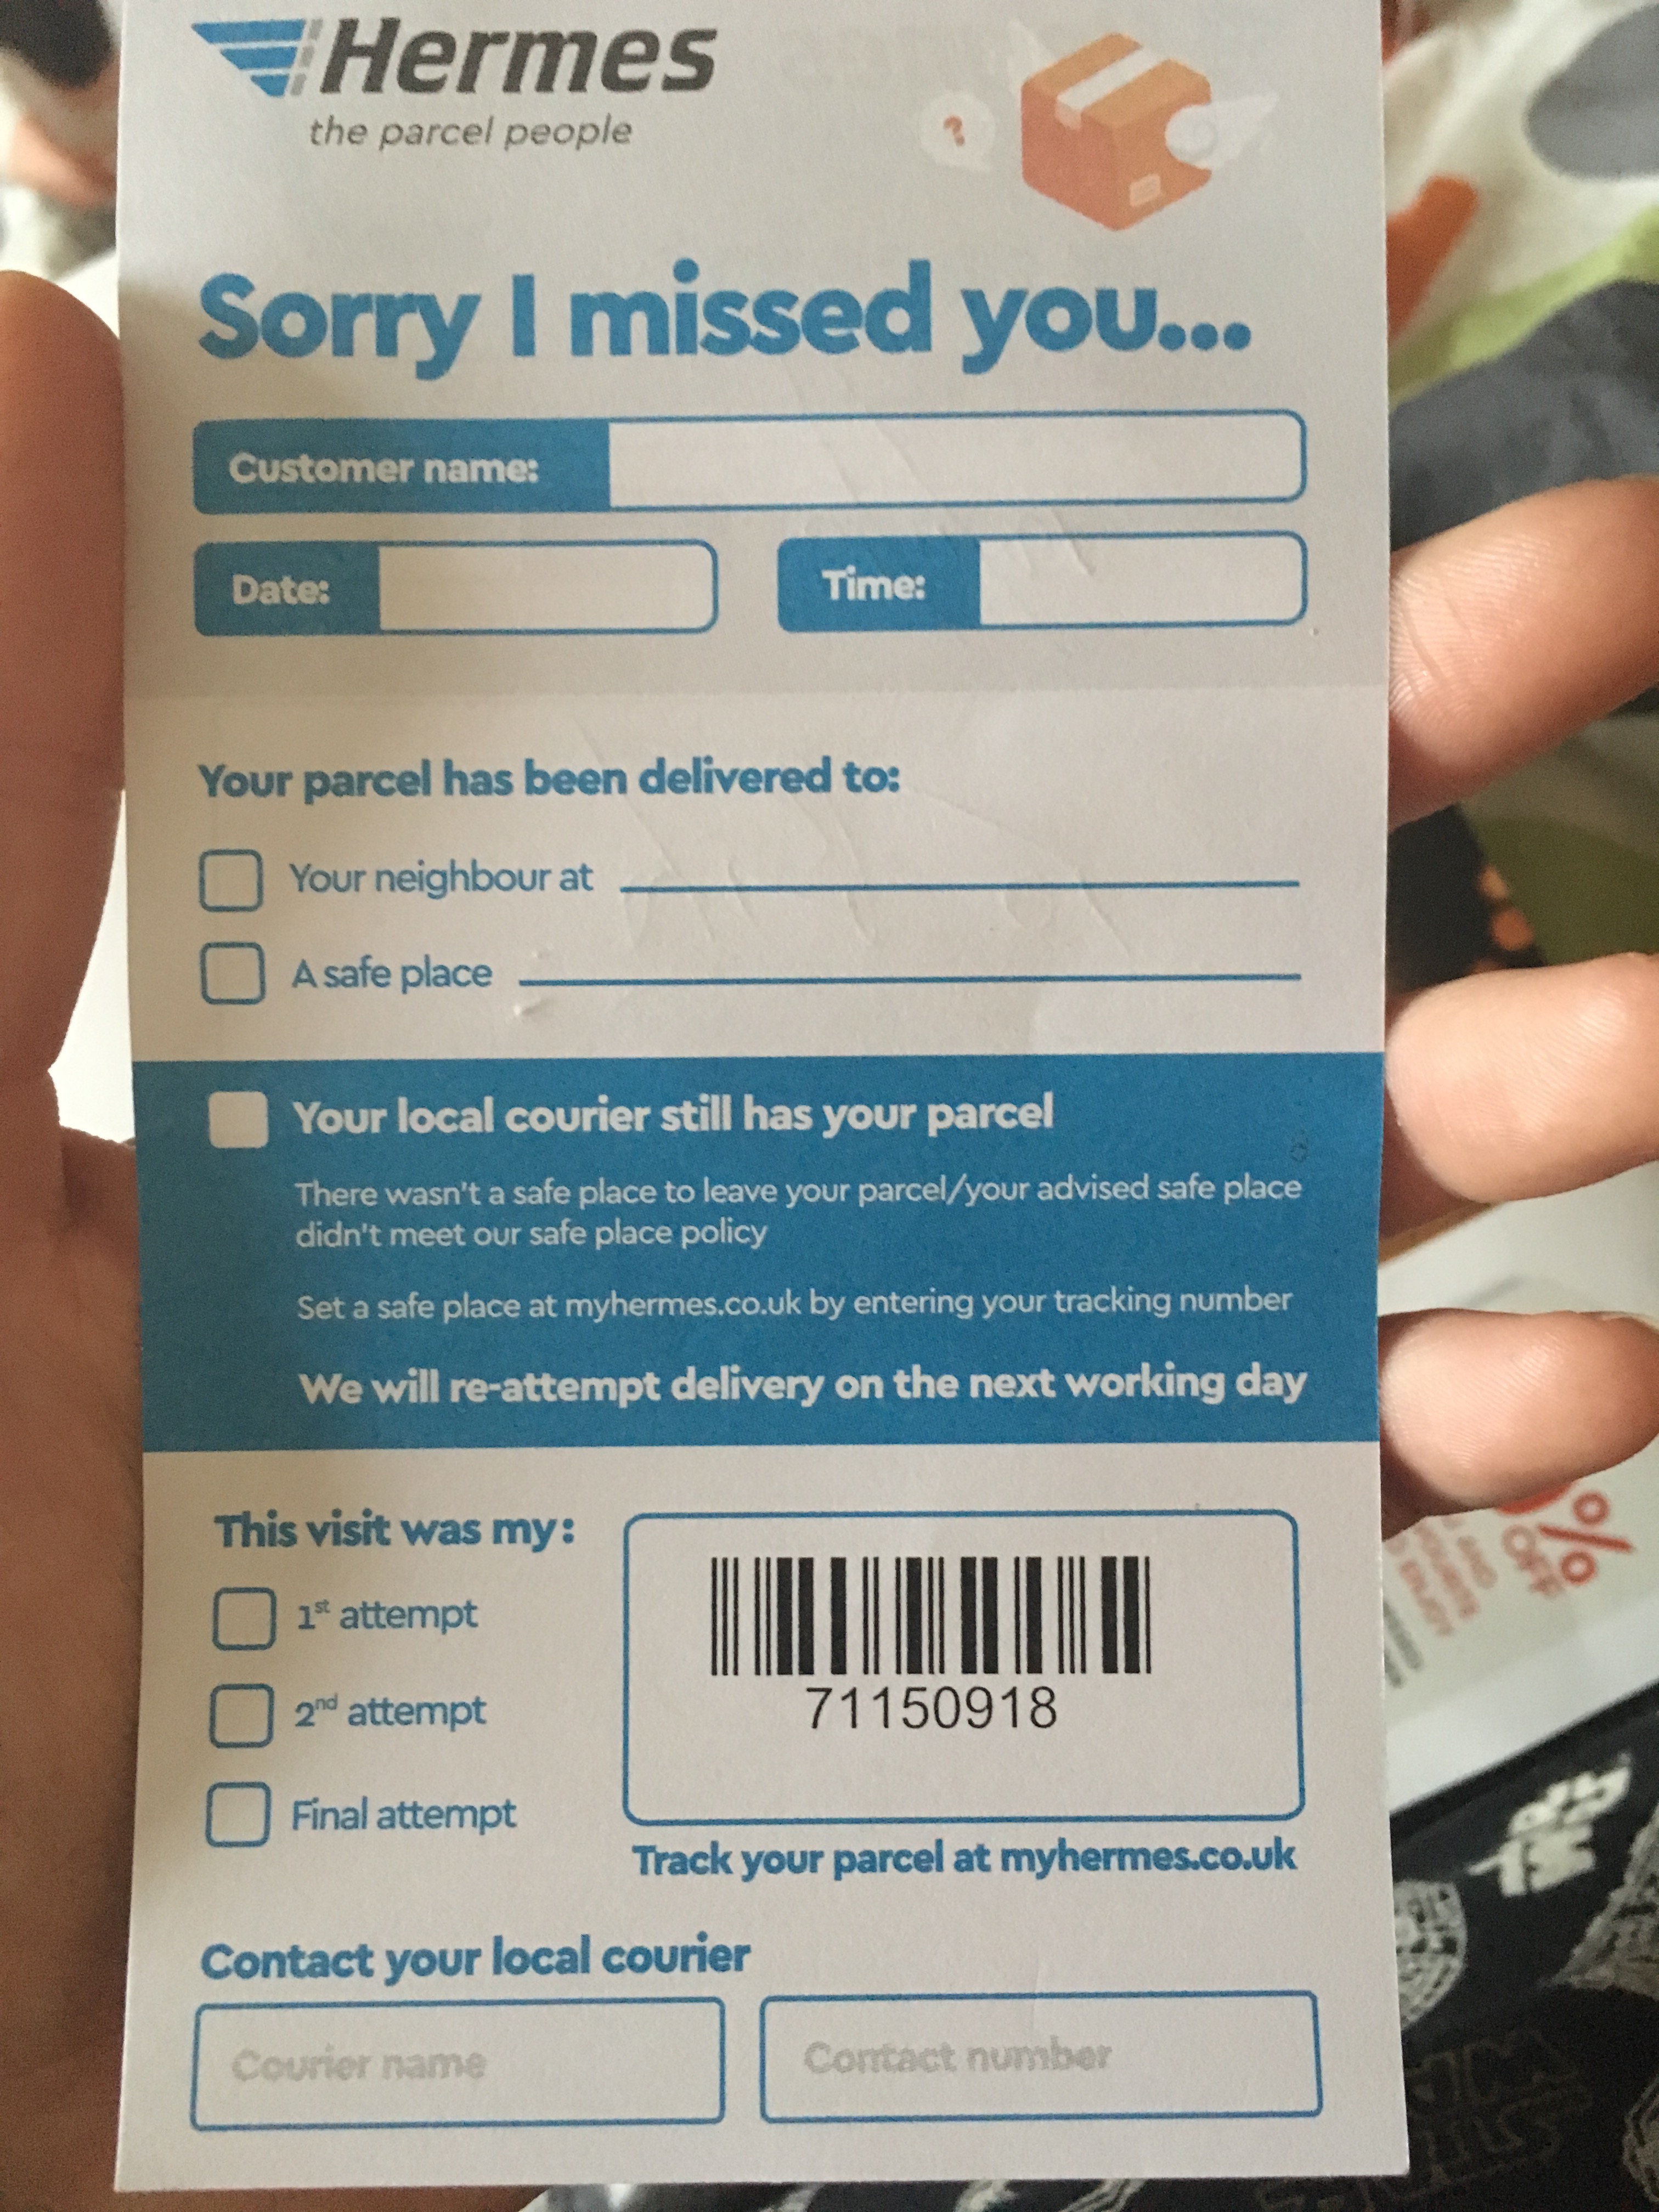 Hermes
the parcel people
?
Sorry I missed you...
Customer name:
Date:
Time:
Your parcel has been delivered to:
Your neighbour at
A safe place
Your local courier still has your parcel
There wasn't a safe place to leave your parcel/your advised safe place
didn't meet our safe place policy
Set a safe place at myhermes.co.uk by entering your tracking number
We will re-attempt delivery on the next working day
This visit was my:
1st attempt
2nd attempt
Final attempt
71150918
Track your parcel at myhermes.co.uk
Contact your local courier
Courier name
Contact number
%
OFF